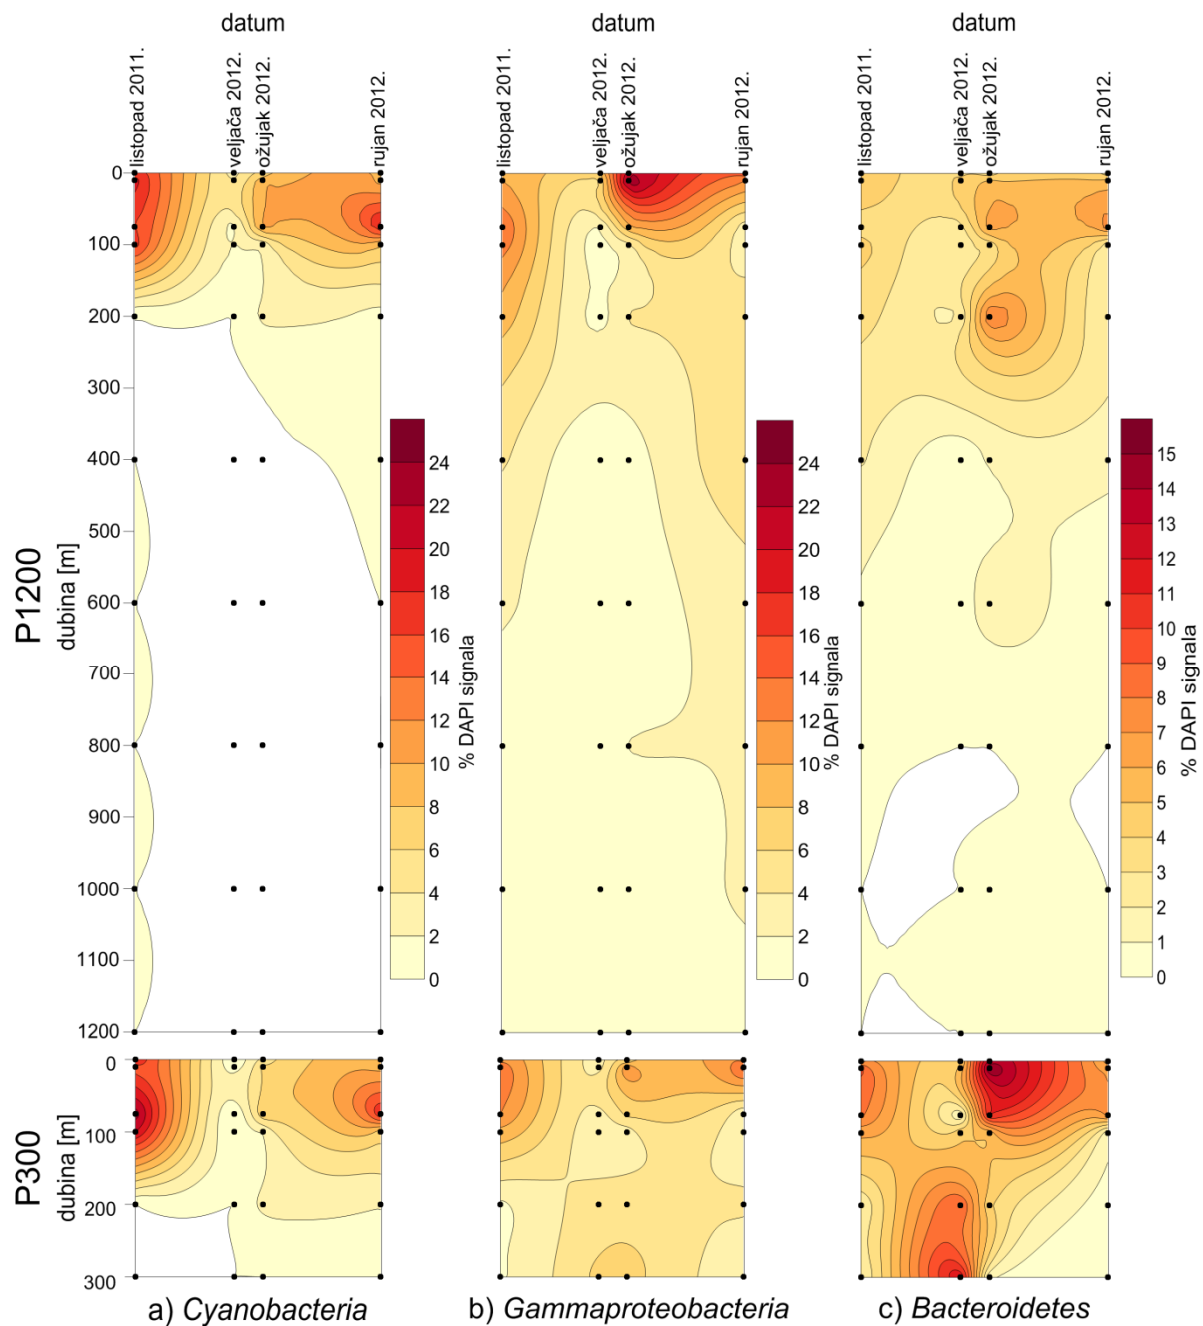 datum
datum
datum
listopad 2011.
veljača 2012.
ožujak 2012.
rujan 2012.
listopad 2011.
veljača 2012.
ožujak 2012.
rujan 2012.
listopad 2011.
veljača 2012.
ožujak 2012.
rujan 2012.
P1200
dubina [m]
0
100
200
300
400
500
600
700
800
900
1000
1100
1200
24
22
20
18
16
14
12
10
8
6
4
2
0
% DAPI signala
24
22
20
18
16
14
12
10
8
6
4
2
0
% DAPI signala
15
14
13
12
11
10
9
8
7
6
5
4
3
2
1
0
% DAPI signala
P300
dubina [m]
0
100
200
300
a) Cyanobacteria
b) Gammaproteobacteria
c) Bacteroidetes